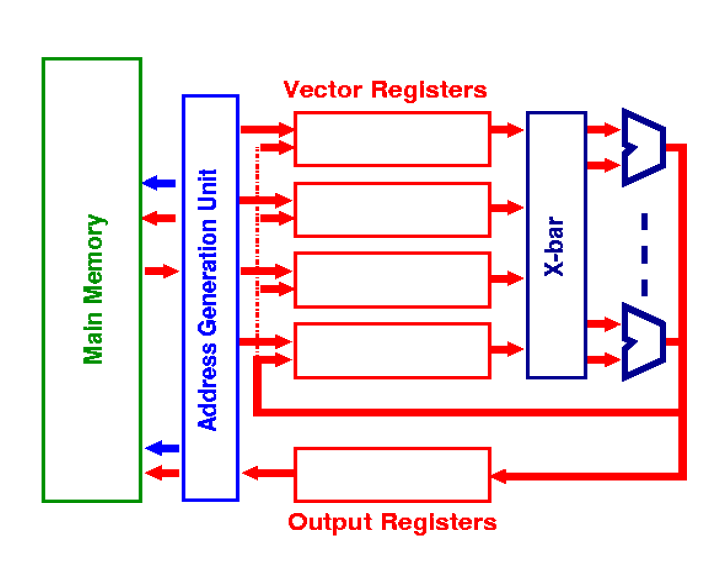 Vector Registers
Main Memory
Address Generation Unit
X-bar
Output Registers